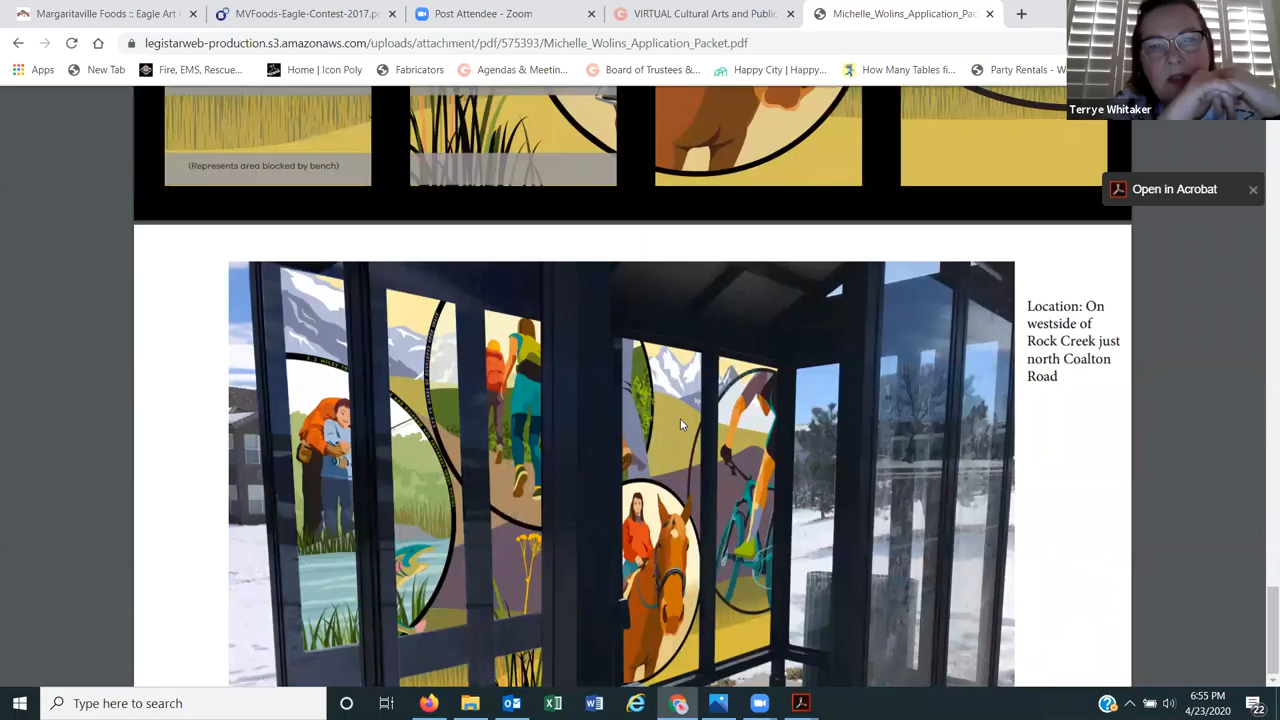 Margaritaville Foods :: Eagle Art
MVFoods-Eagle-Contest-2017.
Post Attendee - Zoom
VIRTUAL Cultural Arts and Public
Michelle_Wolins_Application_Pac
legistarweb-production.s3.amazonaws.com/uploads/attachment/pdf/575393/Michelle_Wolins_Application_Packet.pdf
Apps
New Tab
Fire, EMS, Rescue...
Home | Icon Poly
Fabricators
Agendas & Meetin...
Board of Trustees &...
Happy City | Happy...
How Many Tables fi...
Party Rentals - W
Terrye Whitaker
(Represents area blocked by bench)
Open in Acrobat
Location: On
westside of
Rock Creek just
north Coalton
Road
Type here to search
6:55 PM
4/23/2020
22